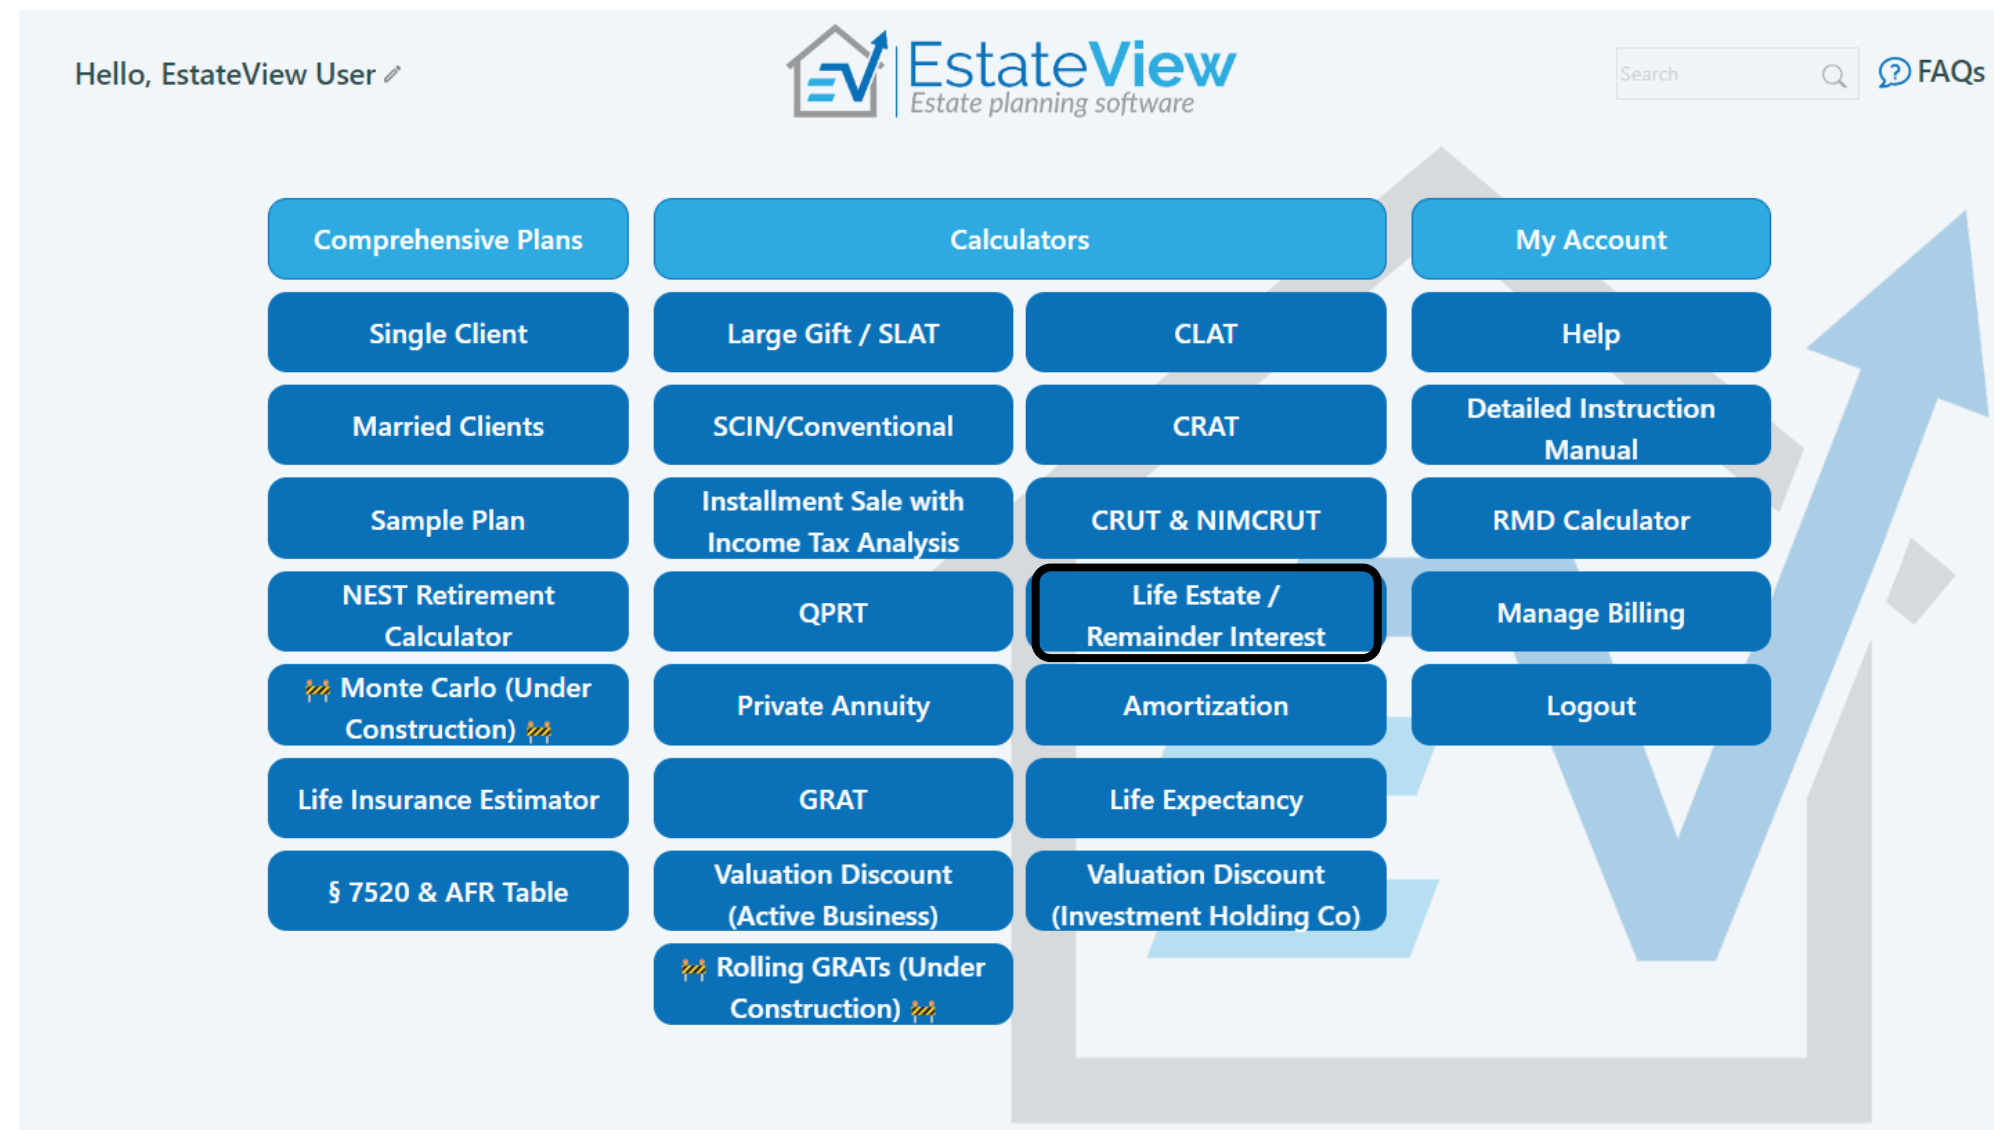 Hello, EstateView User
EstateView
Estate planning software
Search
FAQs
Comprehensive Plans
Calculators
My Account
Single Client
Large Gift / SLAT
CLAT
Help
Married Clients
SCIN/Conventional
CRAT
Detailed Instruction
Manual
Sample Plan
Installment Sale with
Income Tax Analysis
CRUT & NIMCRUT
RMD Calculator
NEST Retirement
Calculator
QPRT
Life Estate /
Remainder Interest
Manage Billing
🚧 Monte Carlo (Under
Construction) 🚧
Private Annuity
Amortization
Logout
Life Insurance Estimator
GRAT
Life Expectancy
§ 7520 & AFR Table
Valuation Discount
(Active Business)
Valuation Discount
(Investment Holding Co)
🚧 Rolling GRATs (Under
Construction) 🚧